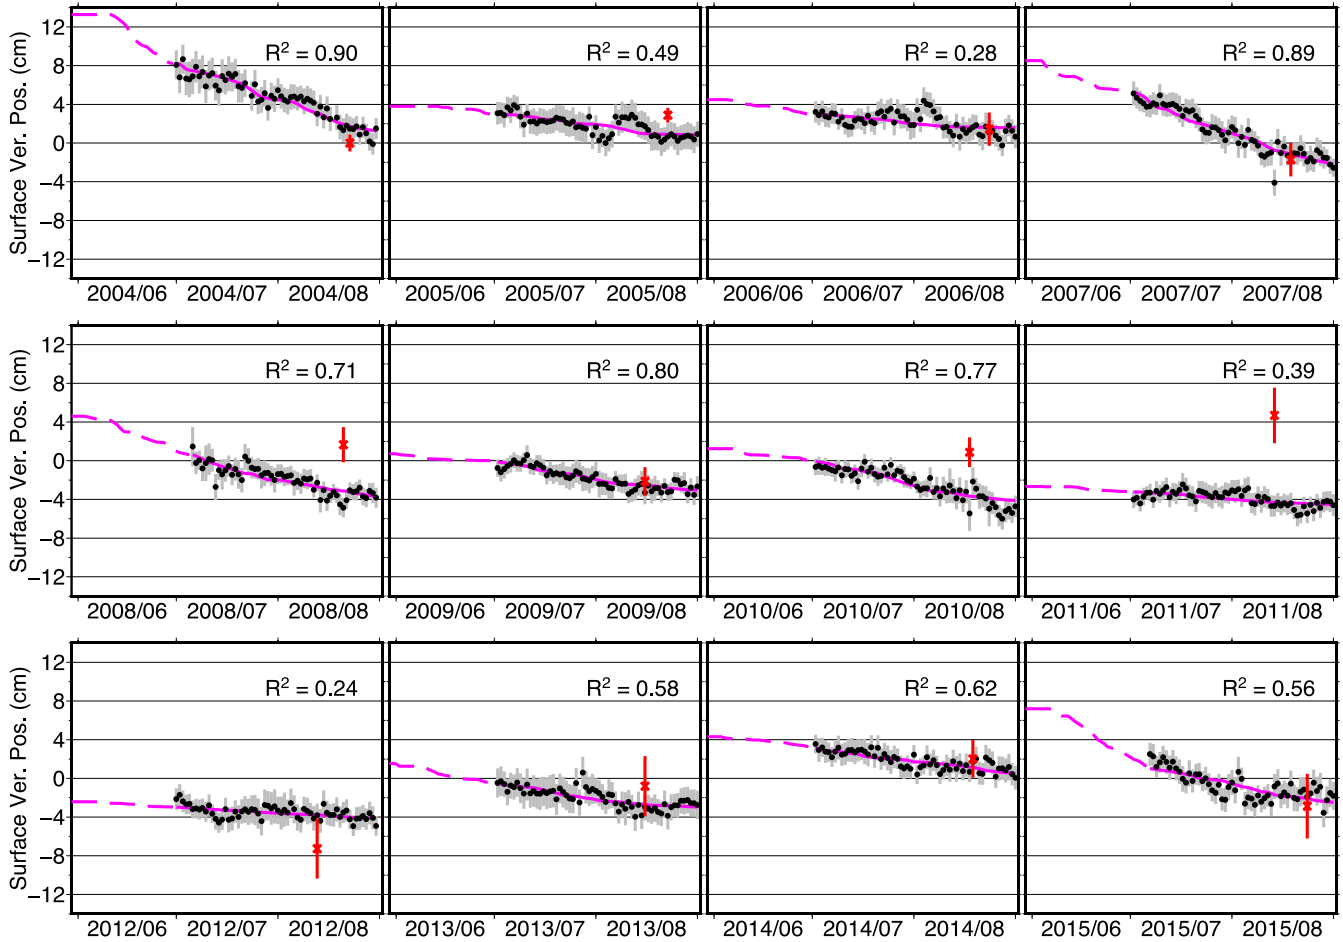 Surface Ver. Pos. (cm)
12
8
4
0
−4
−8
−12
R² = 0.90
R² = 0.49
R² = 0.28
R² = 0.89
2004/06 2004/07 2004/08
2005/06 2005/07 2005/08
2006/06 2006/07 2006/08
2007/06 2007/07 2007/08
Surface Ver. Pos. (cm)
12
8
4
0
−4
−8
−12
R² = 0.71
R² = 0.80
R² = 0.77
R² = 0.39
2008/06 2008/07 2008/08
2009/06 2009/07 2009/08
2010/06 2010/07 2010/08
2011/06 2011/07 2011/08
Surface Ver. Pos. (cm)
12
8
4
0
−4
−8
−12
R² = 0.24
R² = 0.58
R² = 0.62
R² = 0.56
2012/06 2012/07 2012/08
2013/06 2013/07 2013/08
2014/06 2014/07 2014/08
2015/06 2015/07 2015/08